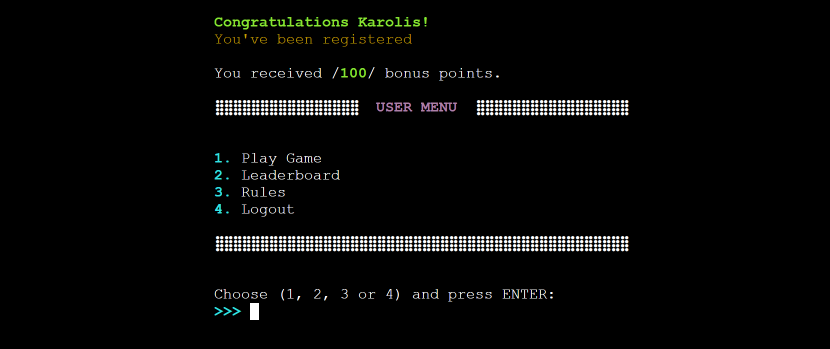 Congratulations Karolis!
You've been registered
You received /100/ bonus points.
USER MENU
1. Play Game
2. Leaderboard
3. Rules
4. Logout
Choose (1, 2, 3 or 4) and press ENTER:
>>>